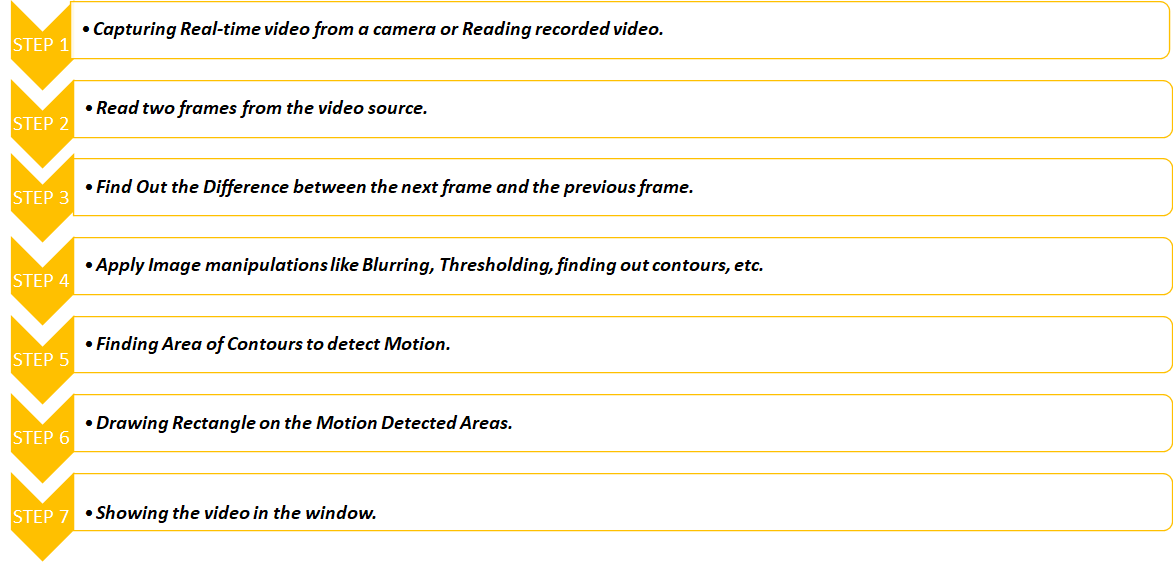 STEP 1
• Capturing Real-time video from a camera or Reading recorded video.
STEP 2
• Read two frames from the video source.
STEP 3
• Find Out the Difference between the next frame and the previous frame.
STEP 4
• Apply Image manipulations like Blurring, Thresholding, finding out contours, etc.
STEP 5
• Finding Area of Contours to detect Motion.
STEP 6
• Drawing Rectangle on the Motion Detected Areas.
STEP 7
• Showing the video in the window.